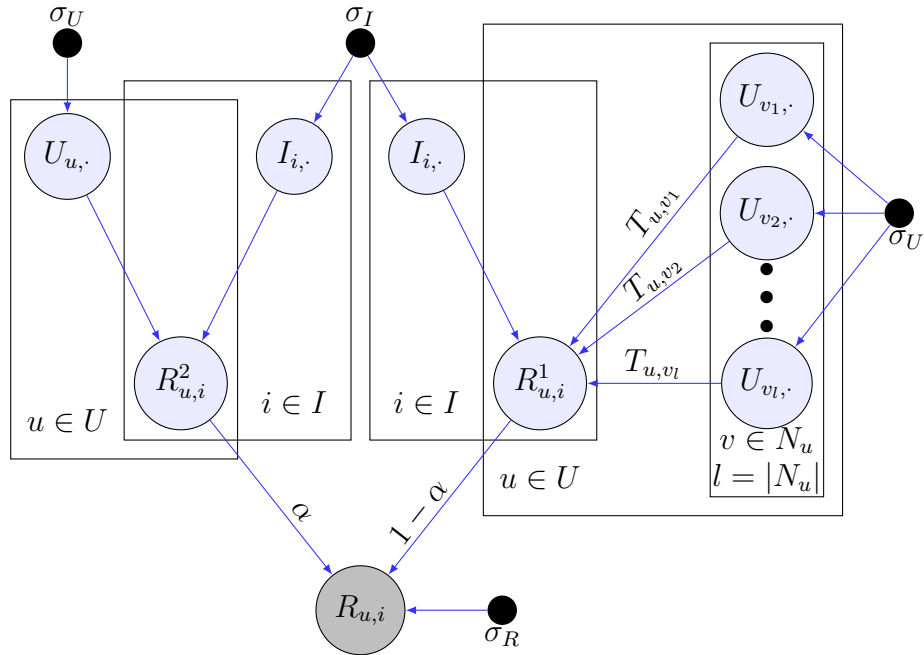 σ_U
σ_I
U_{u,·}
I_{i,·}
I_{i,·}
U_{v_1,·}
T_{u,v_1}
U_{v_2,·}
σ_U
T_{u,v_2}
R^2_{u,i}
i ∈ I
u ∈ U
i ∈ I
R^1_{u,i}
T_{u,v_l}
U_{v_l,·}
v ∈ N_u
l = |N_u|
u ∈ U
α
1 − α
R_{u,i}
σ_R